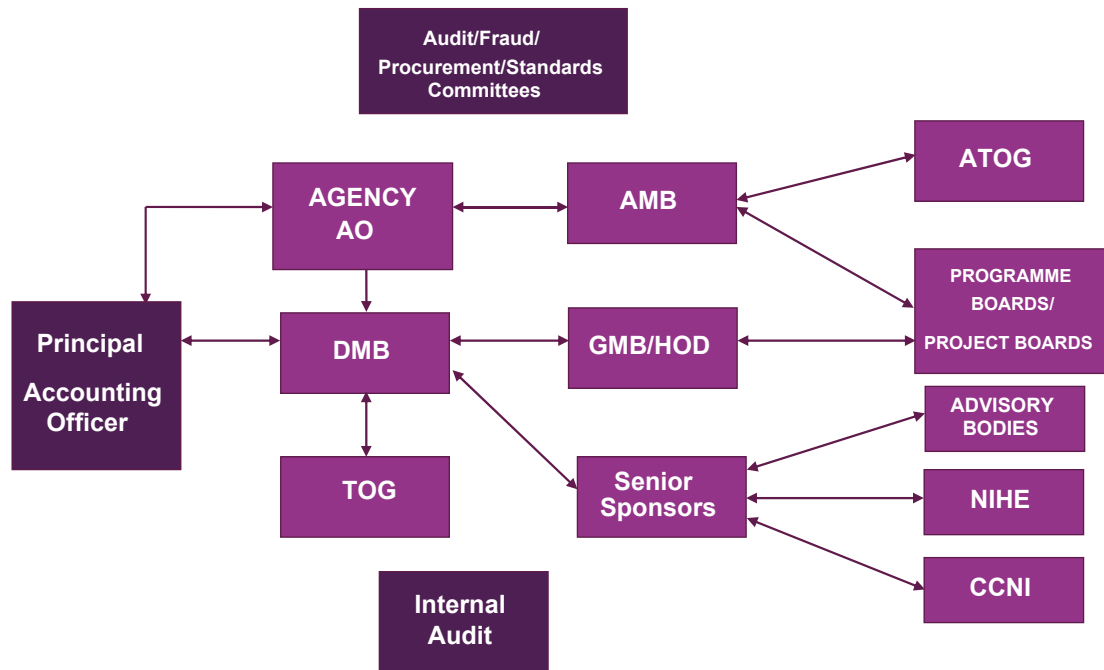 Audit/Fraud/
Procurement/Standards
Committees
ATOG
AGENCY
AO
AMB
PROGRAMME
BOARDS/
PROJECT BOARDS
Principal
Accounting
Officer
DMB
GMB/HOD
ADVISORY
BODIES
TOG
Senior
Sponsors
NIHE
CCNI
Internal
Audit